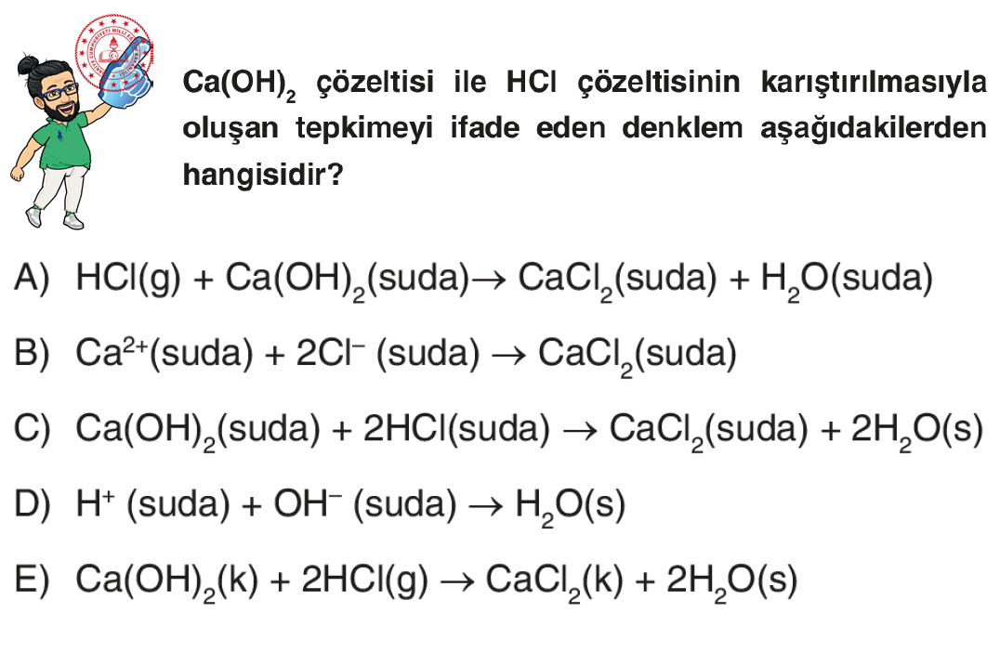 Ca(OH)₂ çözeltisi ile HCl çözeltisinin karıştırılmasıyla
oluşan tepkimeyi ifade eden denklem aşağıdakilerden
hangisidir?
A) HCl(g) + Ca(OH)₂(suda)→ CaCl₂(suda) + H₂O(suda)
B) Ca²⁺(suda) + 2Cl⁻ (suda) → CaCl₂(suda)
C) Ca(OH)₂(suda) + 2HCl(suda) → CaCl₂(suda) + 2H₂O(s)
D) H⁺ (suda) + OH⁻ (suda) → H₂O(s)
E) Ca(OH)₂(k) + 2HCl(g) → CaCl₂(k) + 2H₂O(s)